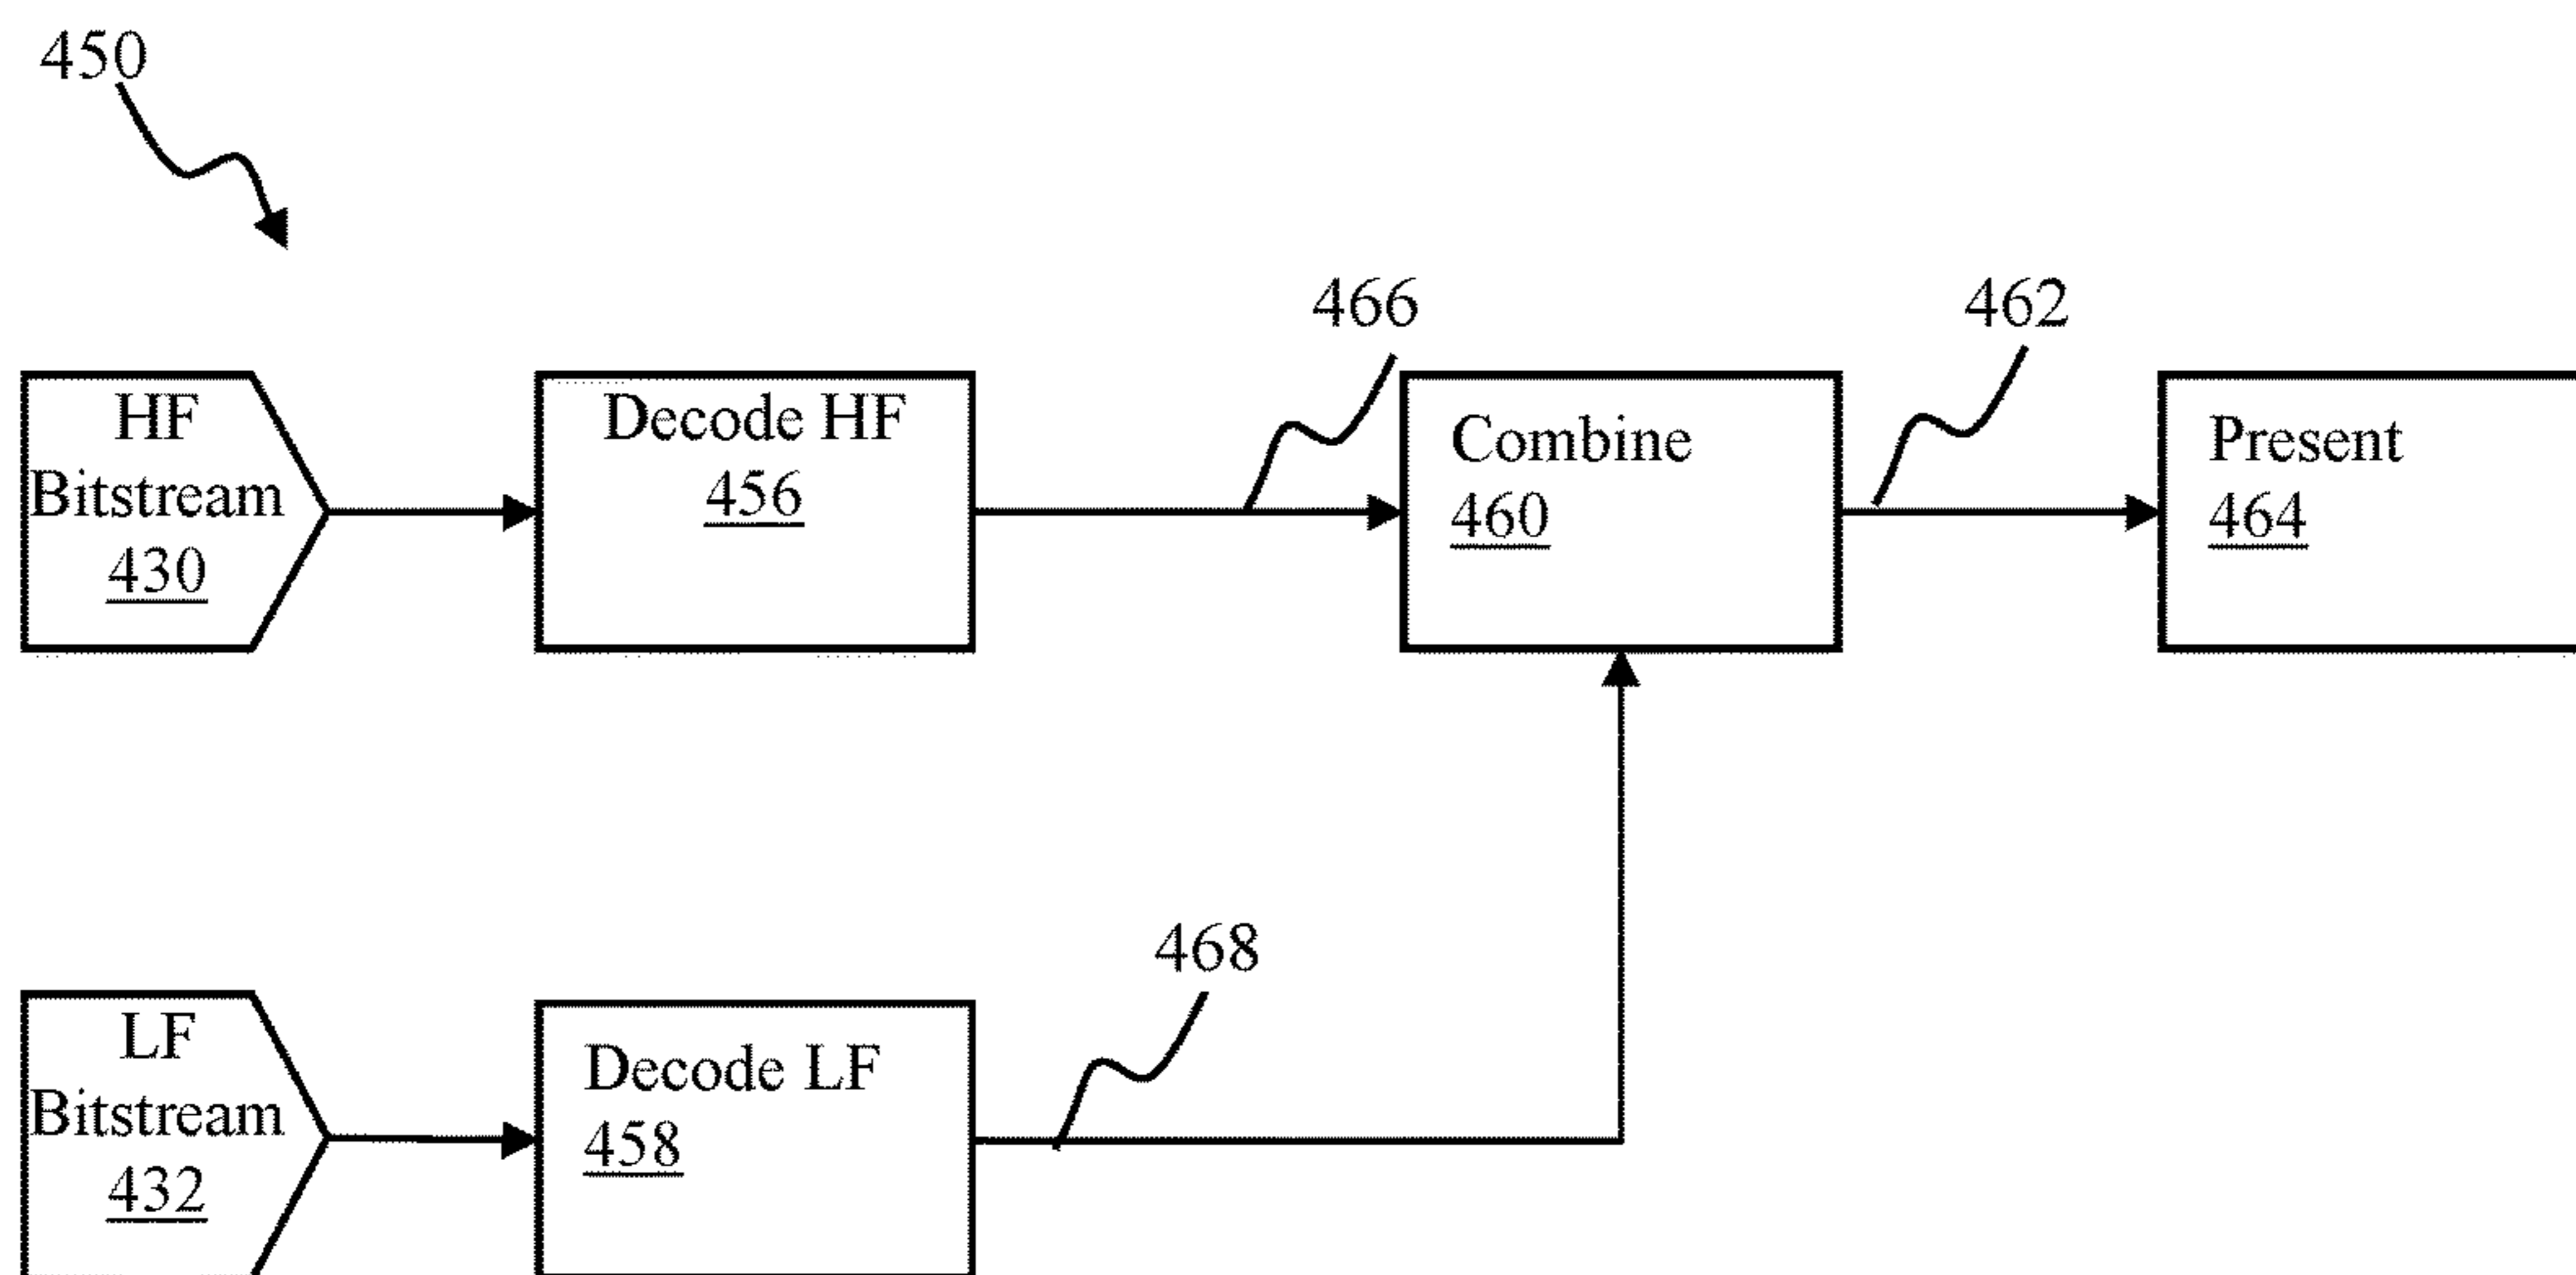 450
466
462
HF
Bitstream
430
Decode HF
456
Combine
460
Present
464
468
LF
Bitstream
432
Decode LF
458